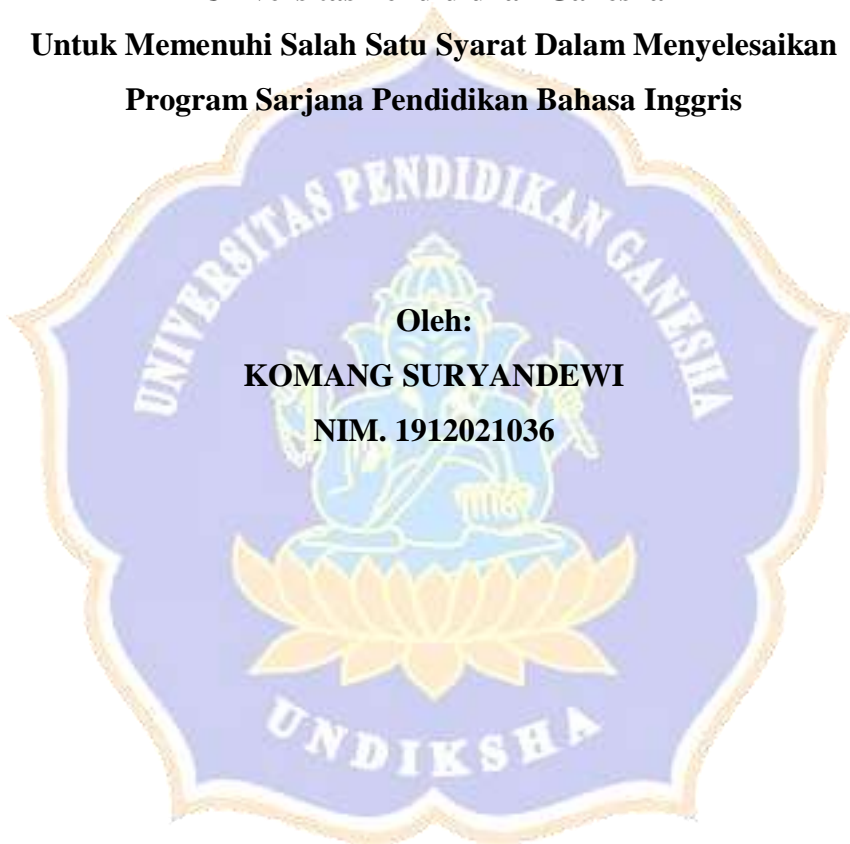 Untuk Memenuhi Salah Satu Syarat Dalam Menyelesaikan
Program Sarjana Pendidikan Bahasa Inggris
UNIVERSITAS PENDIDIKAN GANESHA
Oleh:
KOMANG SURYANDEWI
NIM. 1912021036
UNDIKSHA